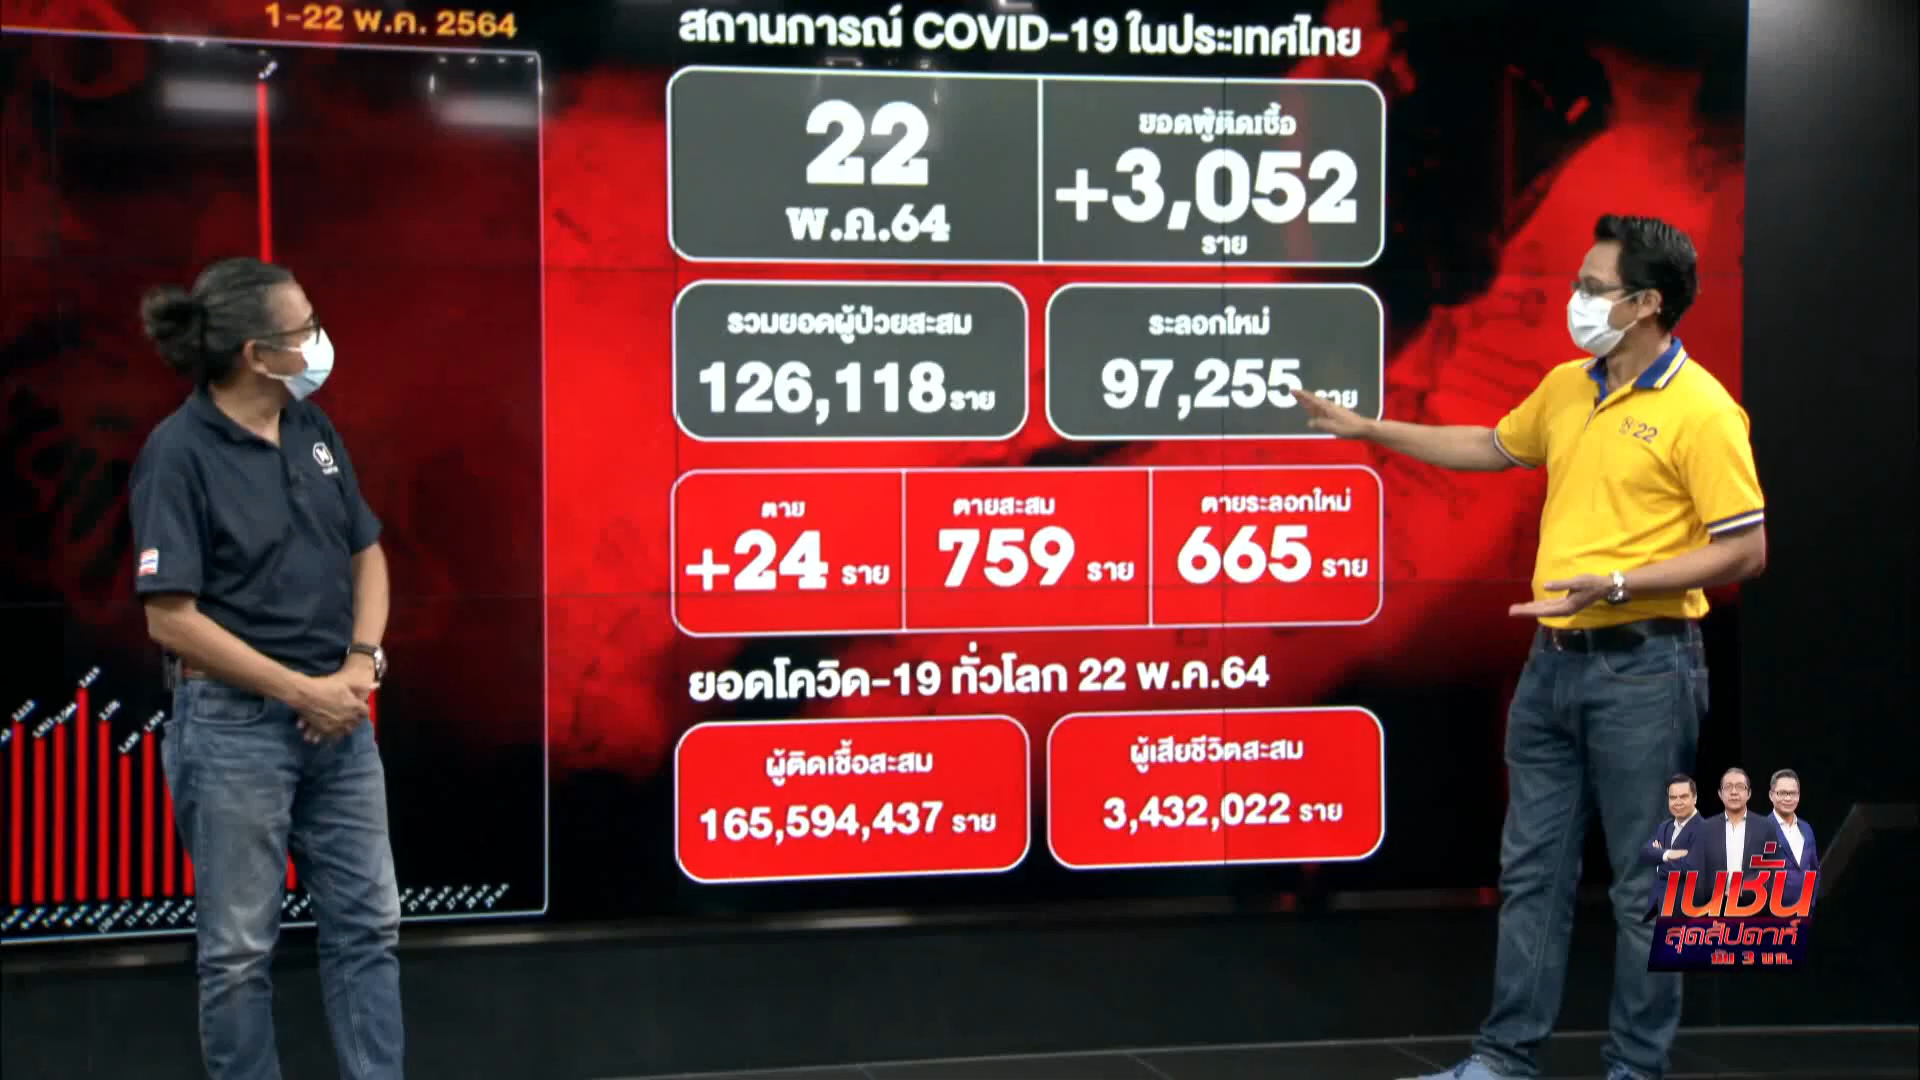 1-22 พ.ค. 2564
สถานการณ์ COVID-19 ในประเทศไทย
22
พ.ค.64
ยอดผู้ติดเชื้อ
+3,052
ราย
รวมยอดผู้ป่วยสะสม
126,118 ราย
ระลอกใหม่
97,255 ราย
ตาย
+24 ราย
ตายสะสม
759 ราย
ตายระลอกใหม่
665 ราย
ยอดโควิด-19 ทั่วโลก 22 พ.ค.64
ผู้ติดเชื้อสะสม
165,594,437 ราย
ผู้เสียชีวิตสะสม
3,432,022 ราย
22
เนชั่น
สุดสัปดาห์
กับ 3 บก.